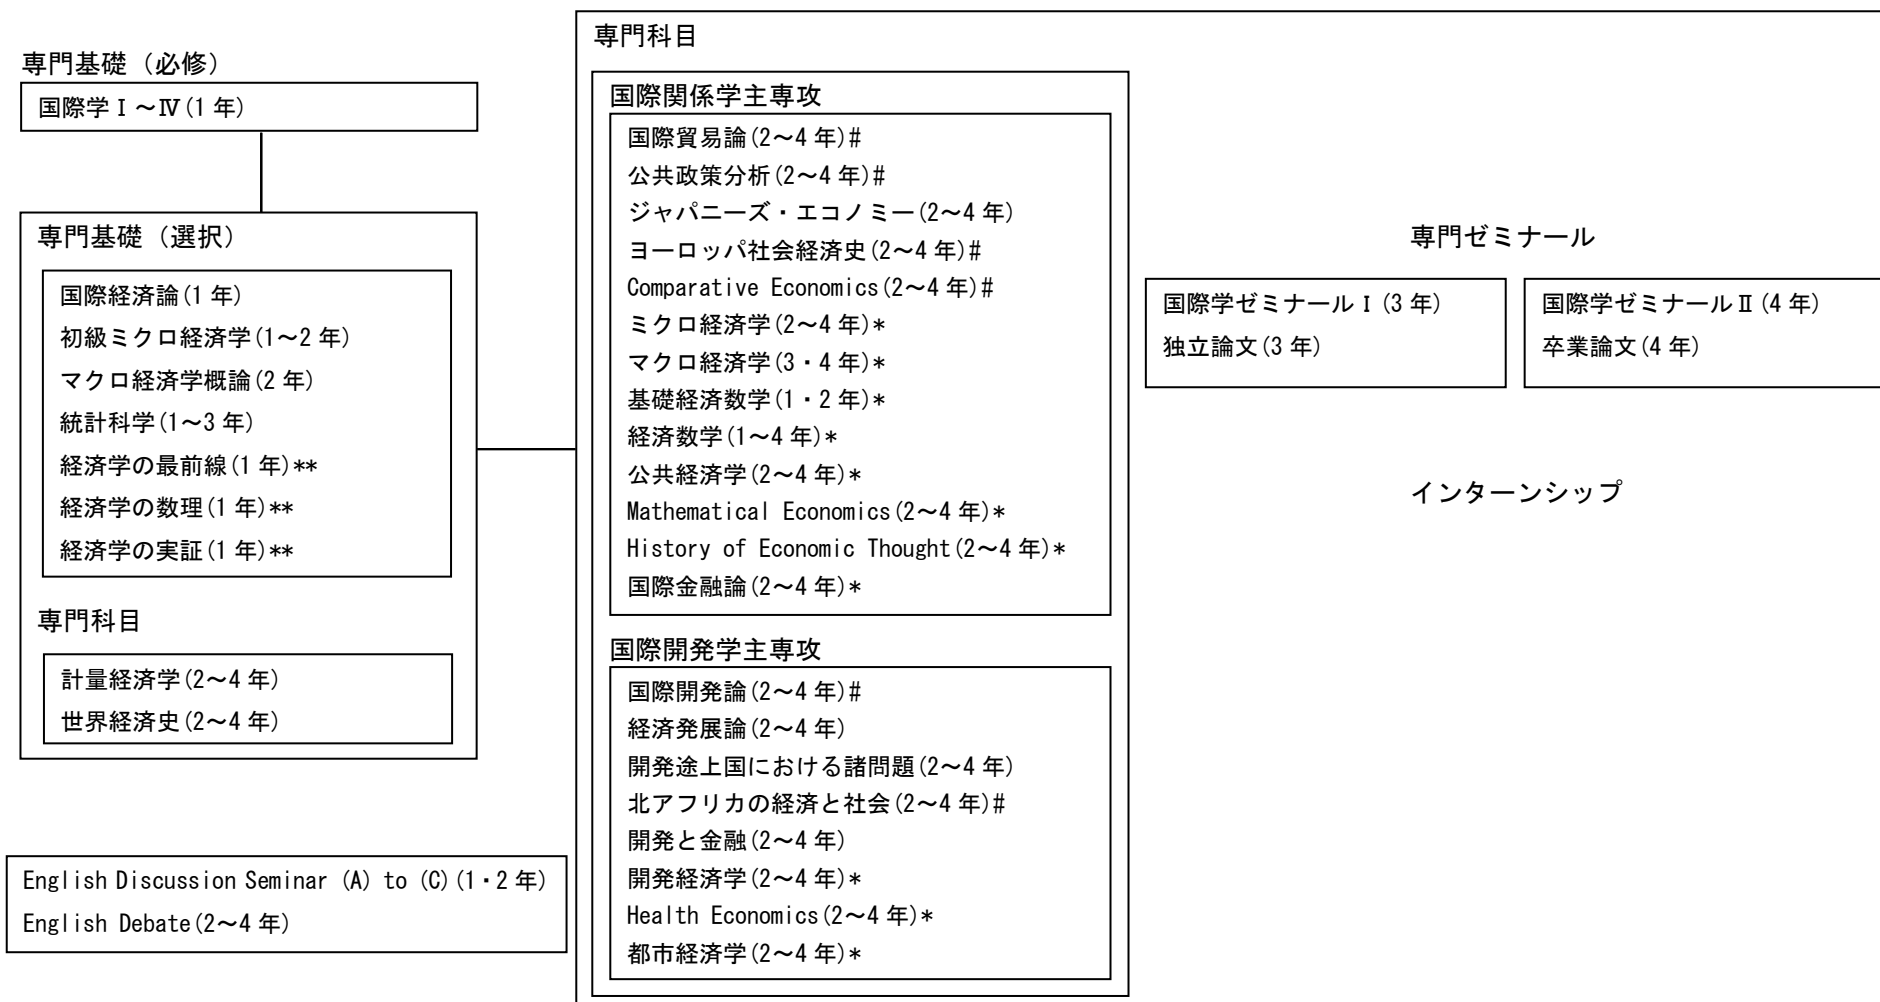 専門基礎（必修）
国際学Ⅰ～Ⅳ(1 年)
専門基礎（選択）
国際経済論(1 年)
初級ミクロ経済学(1～2 年)
マクロ経済学概論(2 年)
統計科学(1～3 年)
経済学の最前線(1 年)**
経済学の数理(1 年)**
経済学の実証(1 年)**
専門科目
計量経済学(2～4 年)
世界経済史(2～4 年)
English Discussion Seminar (A) to (C)(1・2 年)
English Debate(2～4 年)
専門科目
国際関係学主専攻
国際貿易論(2～4 年)#
公共政策分析(2～4 年)#
ジャパニーズ・エコノミー(2～4 年)
ヨーロッパ社会経済史(2～4 年)#
Comparative Economics(2～4 年)#
ミクロ経済学(2～4 年)*
マクロ経済学(3・4 年)*
基礎経済数学(1・2 年)*
経済数学(1～4 年)*
公共経済学(2～4 年)*
Mathematical Economics(2～4 年)*
History of Economic Thought(2～4 年)*
国際金融論(2～4 年)*
国際開発学主専攻
国際開発論(2～4 年)#
経済発展論(2～4 年)
開発途上国における諸問題(2～4 年)
北アフリカの経済と社会(2～4 年)#
開発と金融(2～4 年)
開発経済学(2～4 年)*
Health Economics(2～4 年)*
都市経済学(2～4 年)*
専門ゼミナール
国際学ゼミナールⅠ(3 年)
独立論文(3 年)
国際学ゼミナールⅡ(4 年)
卒業論文(4 年)
インターンシップ